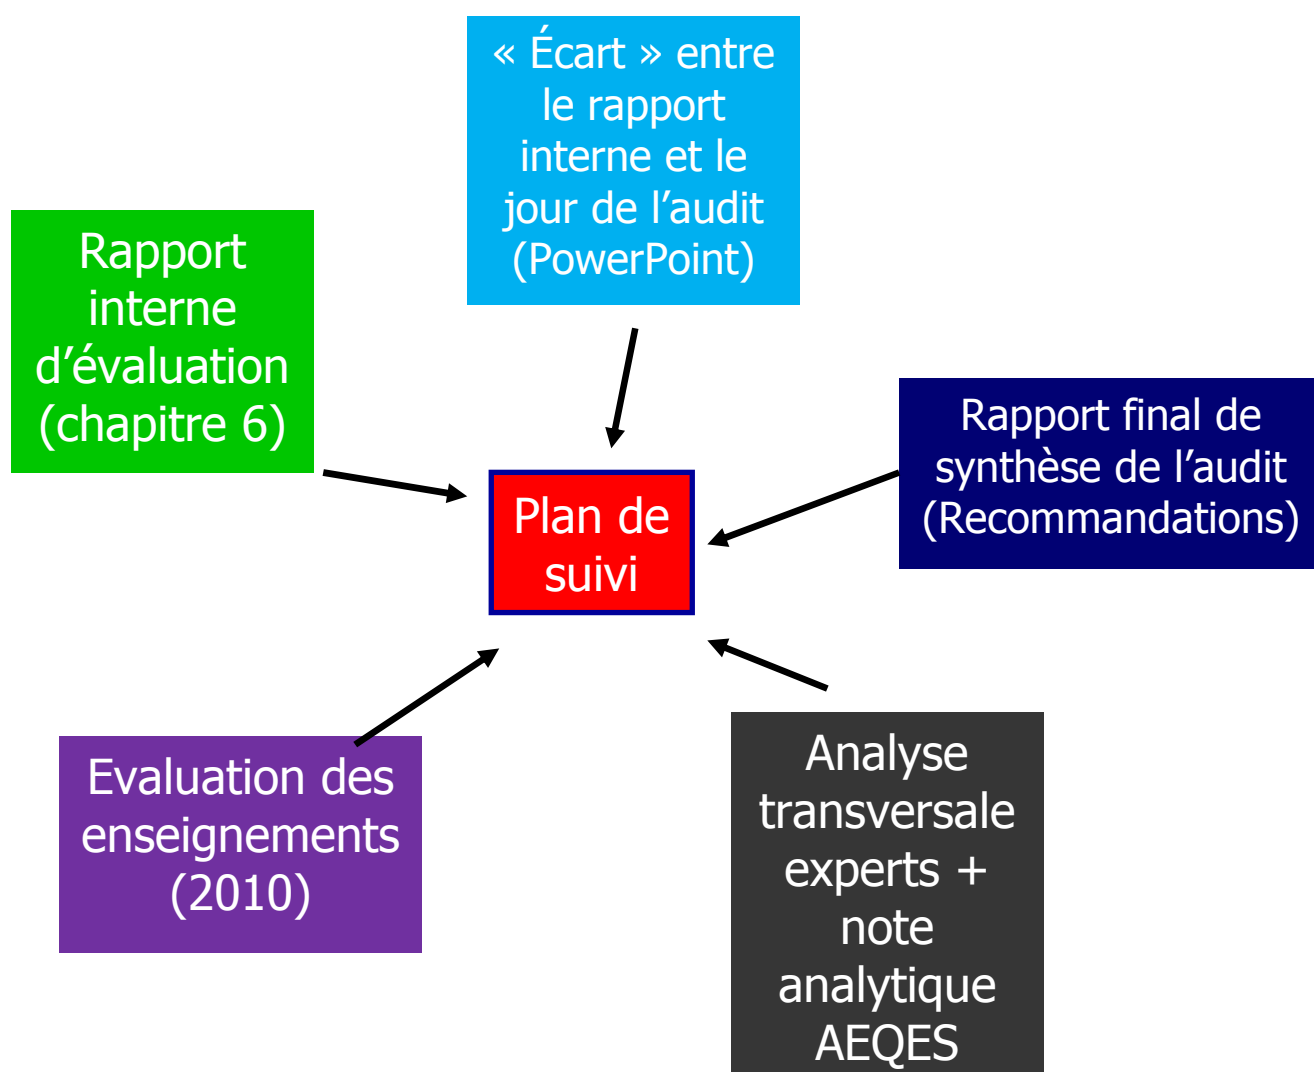 « Écart » entre
le rapport
interne et le
jour de l’audit
(PowerPoint)
Rapport
interne
d’évaluation
(chapitre 6)
Rapport final de
synthèse de l’audit
(Recommandations)
Plan de
suivi
Evaluation des
enseignements
(2010)
Analyse
transversale
experts +
note
analytique
AEQES